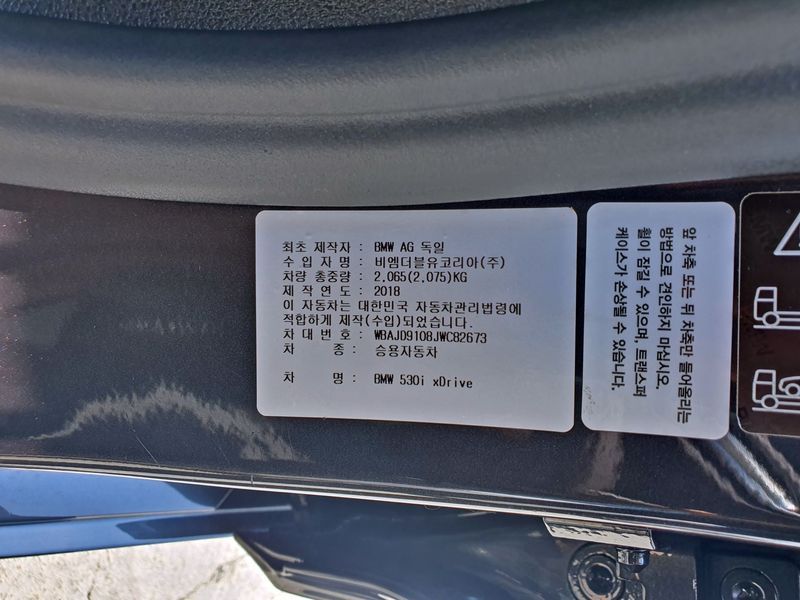 최초 제작자 : BMW AG 독일
수 입 자 명 : 비엠더블유코리아(주)
차량 총중량 : 2,065(2,075)KG
제 작 연 도 : 2018
이 자동차는 대한민국 자동차관리법령에
적합하게 제작(수입)되었습니다.
차 대 번 호 : WBAJD9108JWC82673
차 종 : 승용자동차
차 명 : BMW 530i xDrive
앞 차축 또는 뒤 차축만 들어올리는
방법으로 견인하지 마십시오.
휠이 잠길 수 있으며, 트랜스퍼
케이스가 손상될 수 있습니다.